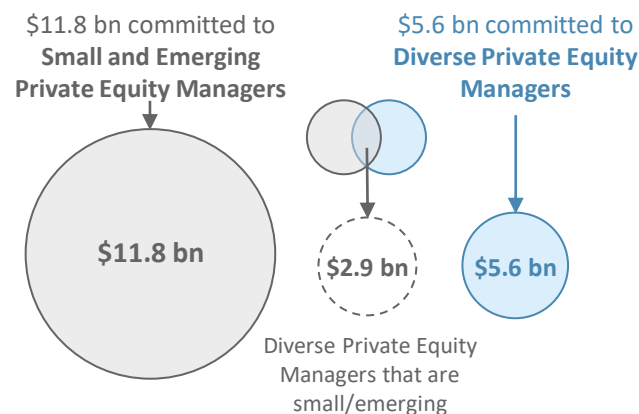 $11.8 bn committed to
Small and Emerging
Private Equity Managers
$5.6 bn committed to
Diverse Private Equity
Managers
$11.8 bn
$2.9 bn
$5.6 bn
Diverse Private Equity
Managers that are
small/emerging